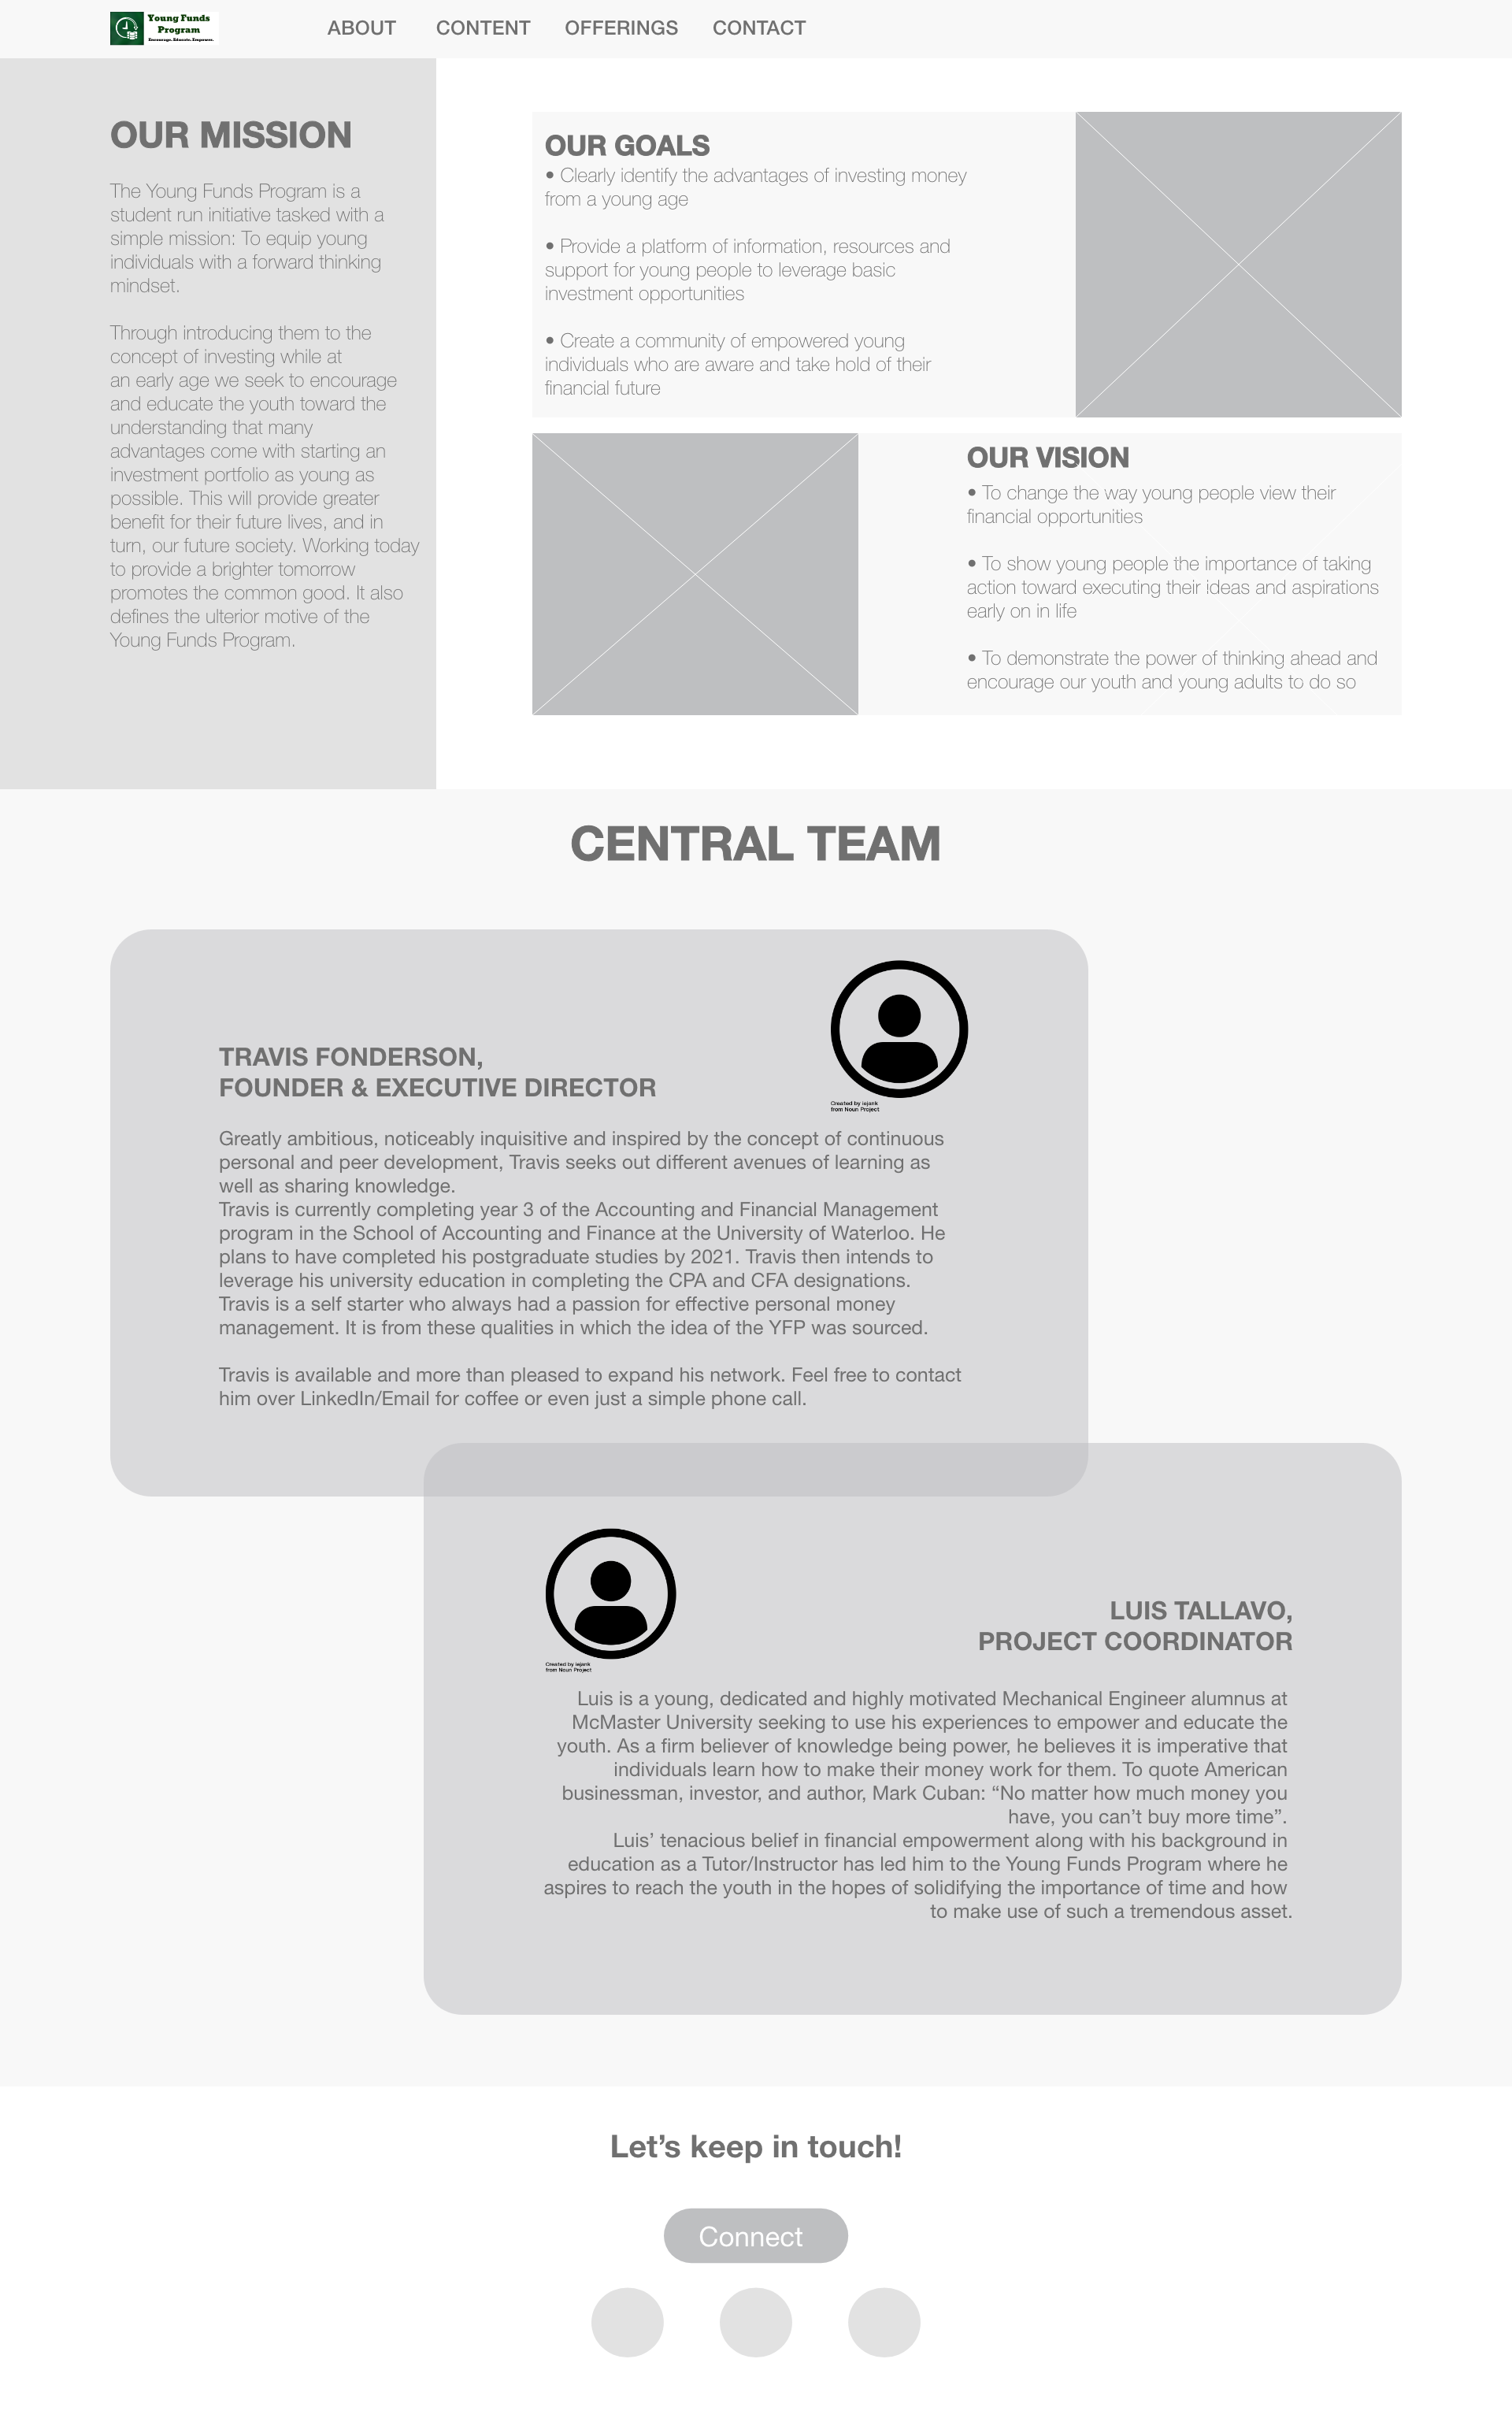 Young Funds
Program
Encourage. Educate. Empower.
ABOUT CONTENT OFFERINGS CONTACT
OUR MISSION
The Young Funds Program is a
student run initiative tasked with a
simple mission: To equip young
individuals with a forward thinking
mindset.
Through introducing them to the
concept of investing while at
an early age we seek to encourage
and educate the youth toward the
understanding that many
advantages come with starting an
investment portfolio as young as
possible. This will provide greater
benefit for their future lives, and in
turn, our future society. Working today
to provide a brighter tomorrow
promotes the common good. It also
defines the ulterior motive of the
Young Funds Program.
OUR GOALS
• Clearly identify the advantages of investing money
from a young age
• Provide a platform of information, resources and
support for young people to leverage basic
investment opportunities
• Create a community of empowered young
individuals who are aware and take hold of their
financial future
OUR VISION
• To change the way young people view their
financial opportunities
• To show young people the importance of taking
action toward executing their ideas and aspirations
early on in life
• To demonstrate the power of thinking ahead and
encourage our youth and young adults to do so
CENTRAL TEAM
TRAVIS FONDERSON,
FOUNDER & EXECUTIVE DIRECTOR
Created by iejank
from Noun Project
Greatly ambitious, noticeably inquisitive and inspired by the concept of continuous
personal and peer development, Travis seeks out different avenues of learning as
well as sharing knowledge.
Travis is currently completing year 3 of the Accounting and Financial Management
program in the School of Accounting and Finance at the University of Waterloo. He
plans to have completed his postgraduate studies by 2021. Travis then intends to
leverage his university education in completing the CPA and CFA designations.
Travis is a self starter who always had a passion for effective personal money
management. It is from these qualities in which the idea of the YFP was sourced.
Travis is available and more than pleased to expand his network. Feel free to contact
him over LinkedIn/Email for coffee or even just a simple phone call.
Created by iejank
from Noun Project
LUIS TALLAVO,
PROJECT COORDINATOR
Luis is a young, dedicated and highly motivated Mechanical Engineer alumnus at
McMaster University seeking to use his experiences to empower and educate the
youth. As a firm believer of knowledge being power, he believes it is imperative that
individuals learn how to make their money work for them. To quote American
businessman, investor, and author, Mark Cuban: “No matter how much money you
have, you can’t buy more time”.
Luis’ tenacious belief in financial empowerment along with his background in
education as a Tutor/Instructor has led him to the Young Funds Program where he
aspires to reach the youth in the hopes of solidifying the importance of time and how
to make use of such a tremendous asset.
Let’s keep in touch!
Connect